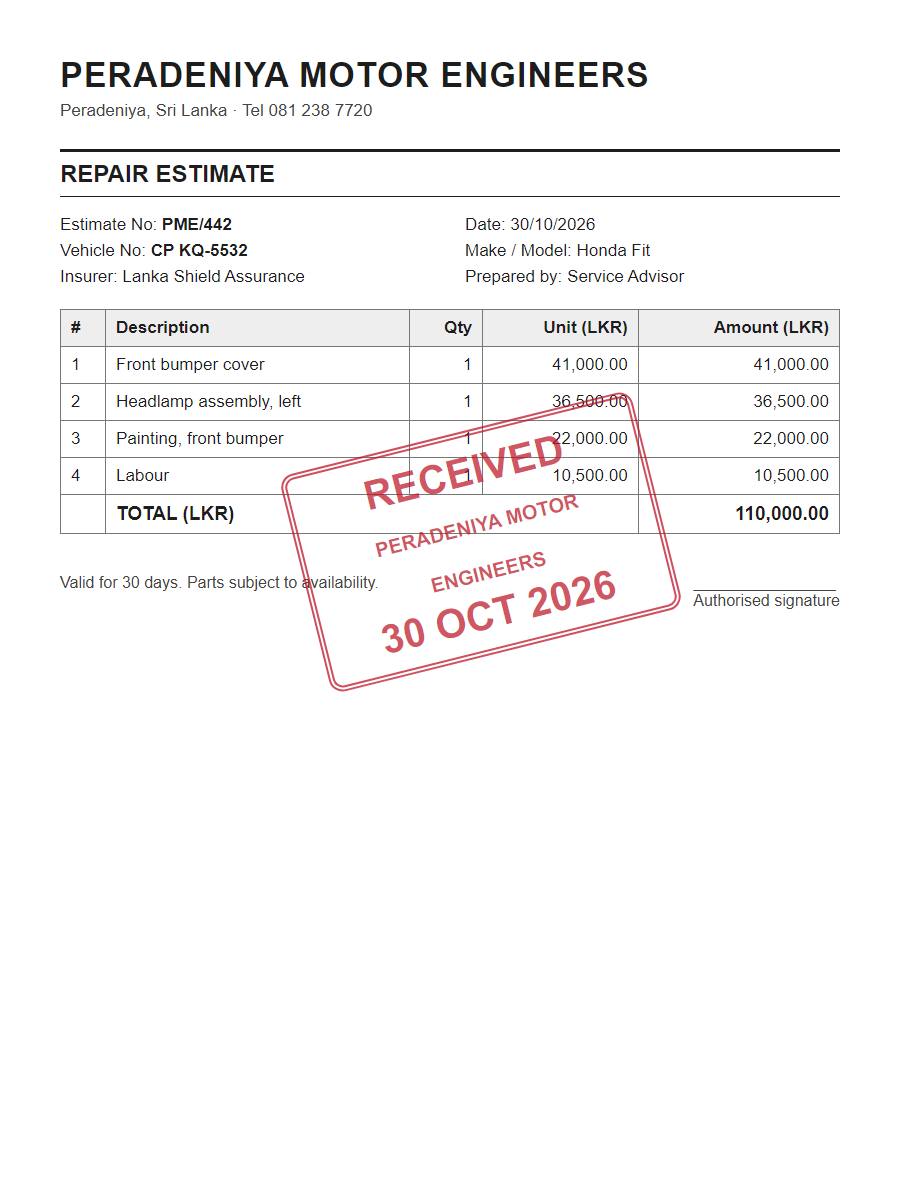 PERADENIYA MOTOR ENGINEERS
Peradeniya, Sri Lanka · Tel 081 238 7720
REPAIR ESTIMATE
Estimate No: PME/442 Date: 30/10/2026
Vehicle No: CP KQ-5532 Make / Model: Honda Fit
Insurer: Lanka Shield Assurance Prepared by: Service Advisor
# Description Qty Unit (LKR) Amount (LKR)
1 Front bumper cover 1 41,000.00 41,000.00
2 Headlamp assembly, left 1 36,500.00 36,500.00
3 Painting, front bumper 1 22,000.00 22,000.00
4 Labour 1 10,500.00 10,500.00
TOTAL (LKR) 110,000.00
RECEIVED
PERADENIYA MOTOR
ENGINEERS
30 OCT 2026
Valid for 30 days. Parts subject to availability.
Authorised signature